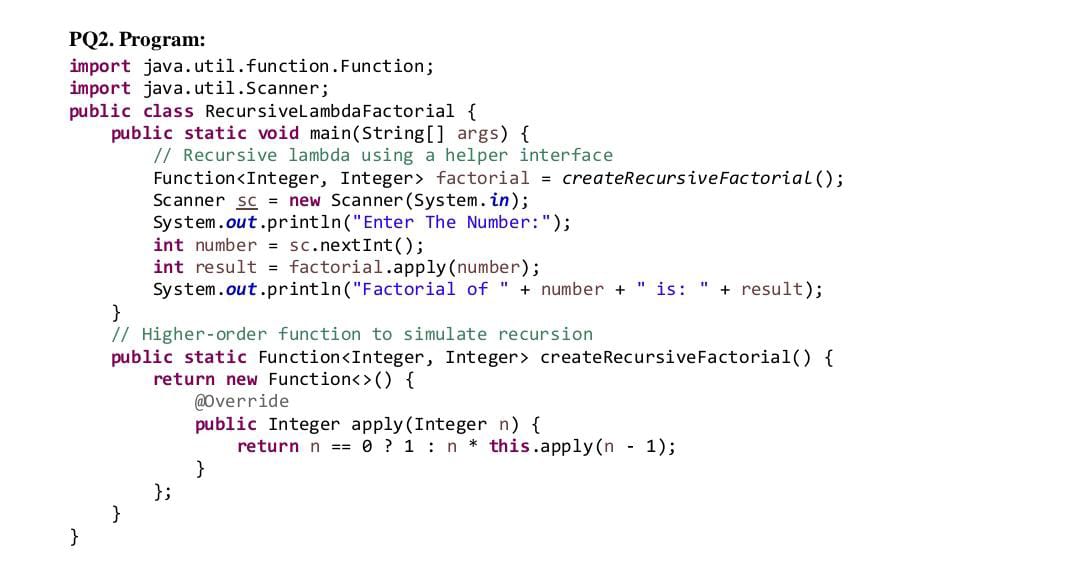 PQ2. Program:
import java.util.function.Function;
import java.util.Scanner;
public class RecursiveLambdaFactorial {
    public static void main(String[] args) {
        // Recursive lambda using a helper interface
        Function<Integer, Integer> factorial = createRecursiveFactorial();
        Scanner sc = new Scanner(System.in);
        System.out.println("Enter The Number:");
        int number = sc.nextInt();
        int result = factorial.apply(number);
        System.out.println("Factorial of " + number + " is: " + result);
    }
    // Higher-order function to simulate recursion
    public static Function<Integer, Integer> createRecursiveFactorial() {
        return new Function<>() {
            @Override
            public Integer apply(Integer n) {
                return n == 0 ? 1 : n * this.apply(n - 1);
            }
        };
    }
}